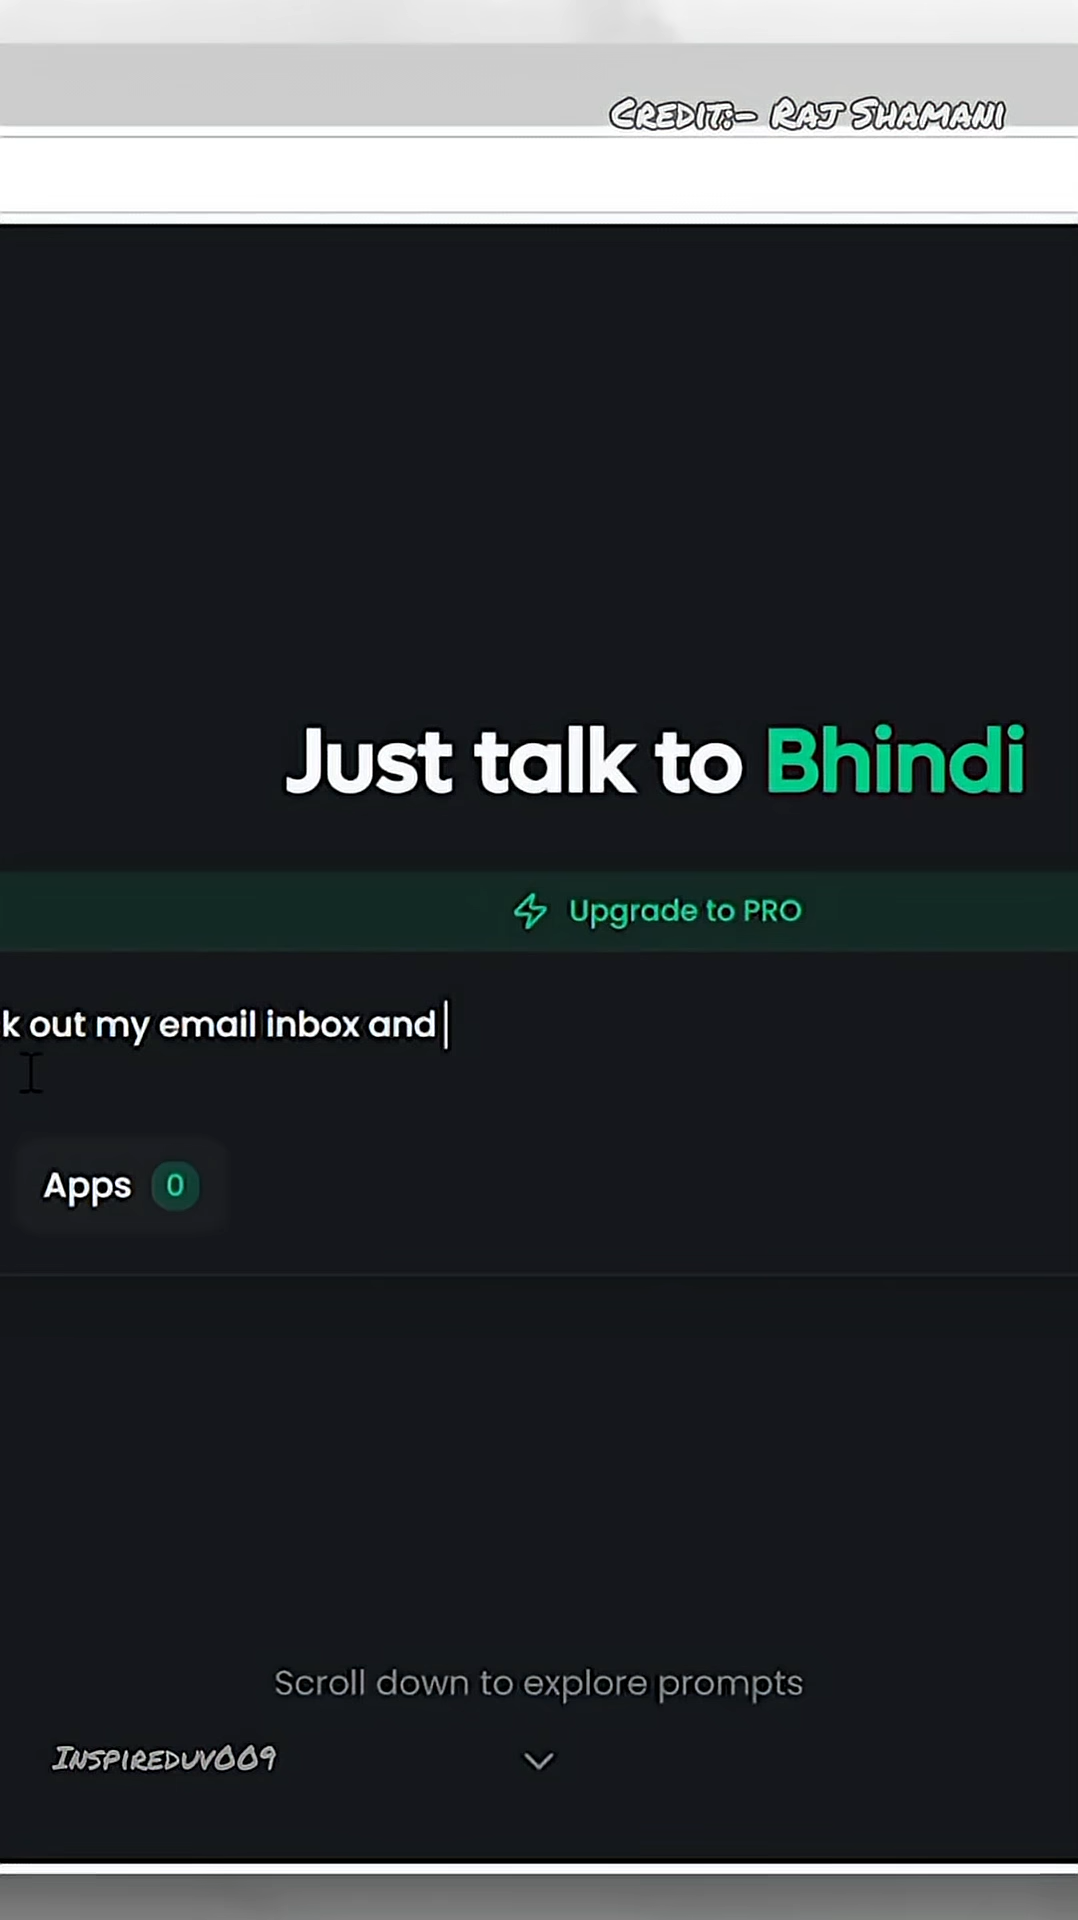 Credit:- Raj Shamani
Just talk to Bhindi
Upgrade to PRO
k out my email inbox and
Apps 0
Scroll down to explore prompts
Inspireduv009